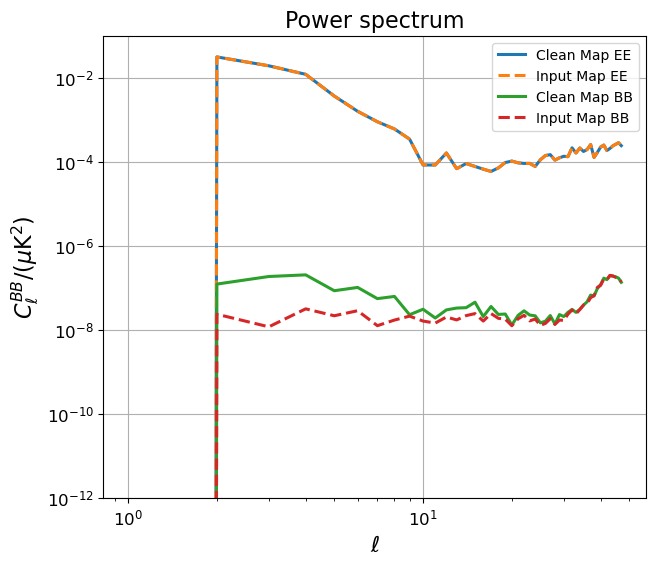 Power spectrum
Clean Map EE
Input Map EE
Clean Map BB
Input Map BB
10⁻²
10⁻⁴
10⁻⁶
10⁻⁸
10⁻¹⁰
10⁻¹²
C_ℓ^{BB}/(μK²)
10⁰
10¹
ℓ